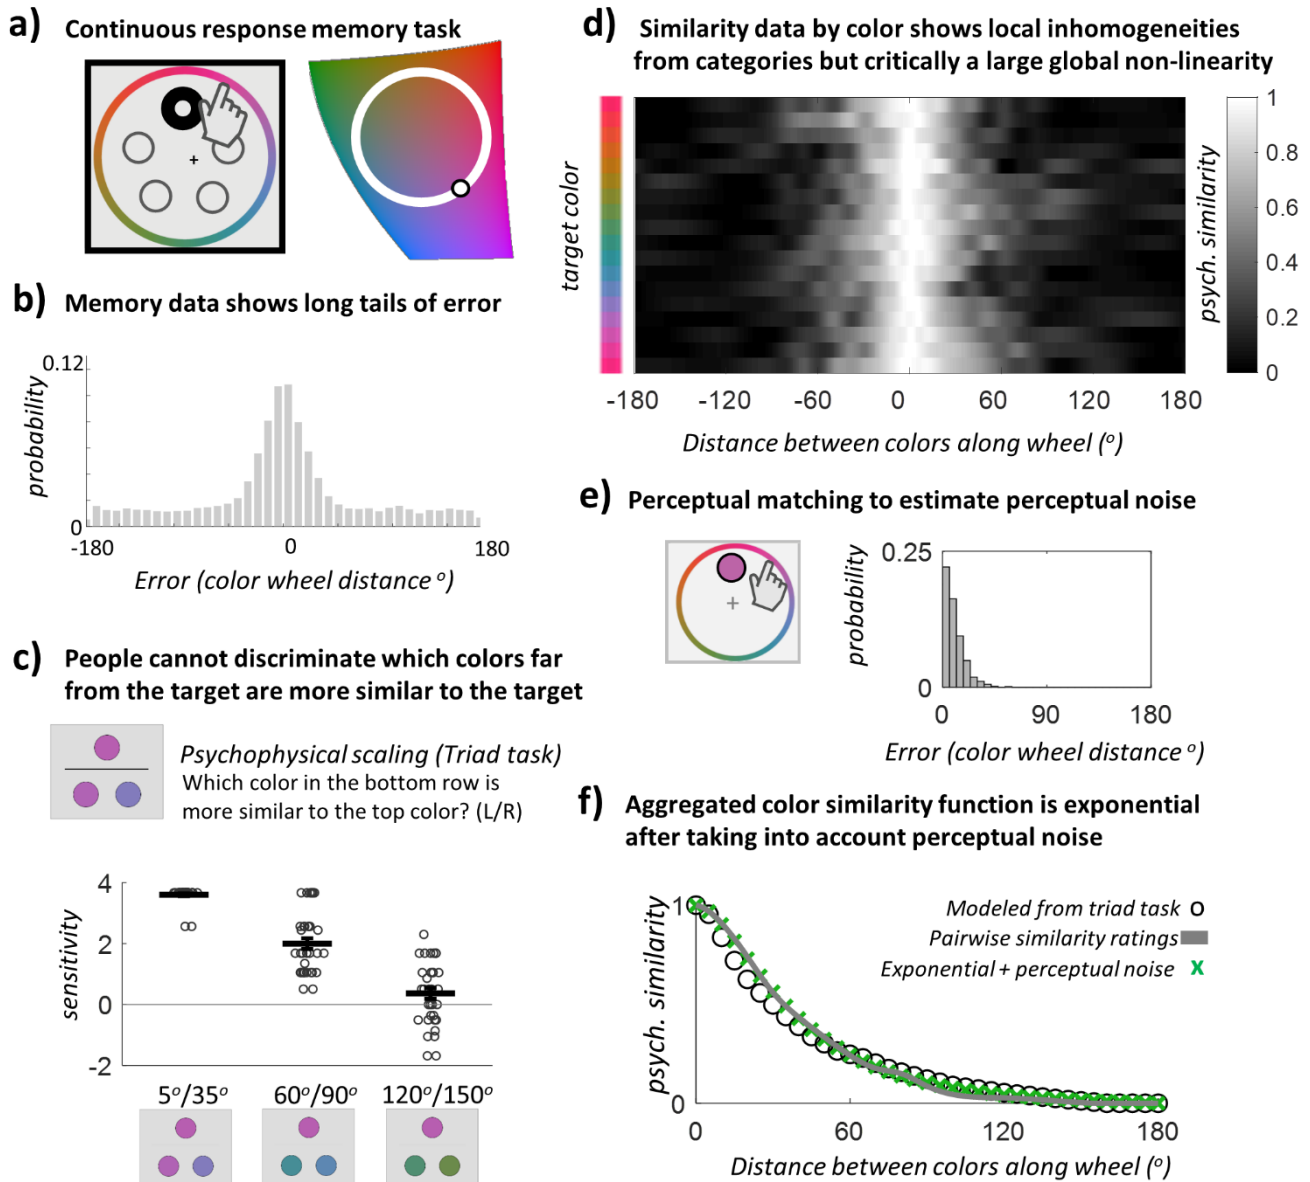 a) Continuous response memory task
b) Memory data shows long tails of error
0.12
probability
0
-180
0
180
Error (color wheel distance º)
c) People cannot discriminate which colors far
from the target are more similar to the target
Psychophysical scaling (Triad task)
Which color in the bottom row is
more similar to the top color? (L/R)
4
2
0
-2
sensitivity
5º/35º
60º/90º
120º/150º
d) Similarity data by color shows local inhomogeneities
from categories but critically a large global non-linearity
target color
-180
-120
-60
0
60
120
180
Distance between colors along wheel (º)
psych. similarity
1
0.8
0.6
0.4
0.2
0
e) Perceptual matching to estimate perceptual noise
0.25
probability
0
0
90
180
Error (color wheel distance º)
f) Aggregated color similarity function is exponential
after taking into account perceptual noise
1
psych. similarity
0
Modeled from triad task
Pairwise similarity ratings
Exponential + perceptual noise
0
60
120
180
Distance between colors along wheel (º)